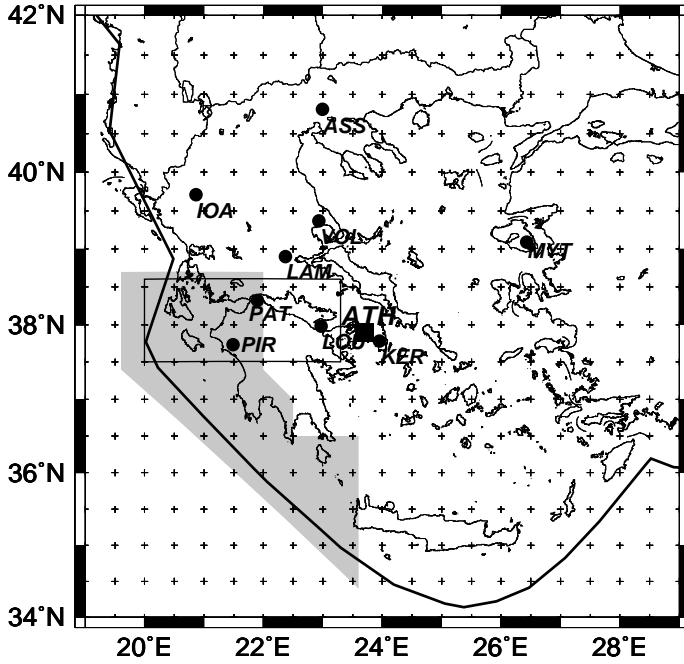 42°N
ASS
40°N
IOA
VOL
MYT
LAM
38°N
PAT
ATH
PIR
LOU
KER
36°N
34°N
20°E
22°E
24°E
26°E
28°E